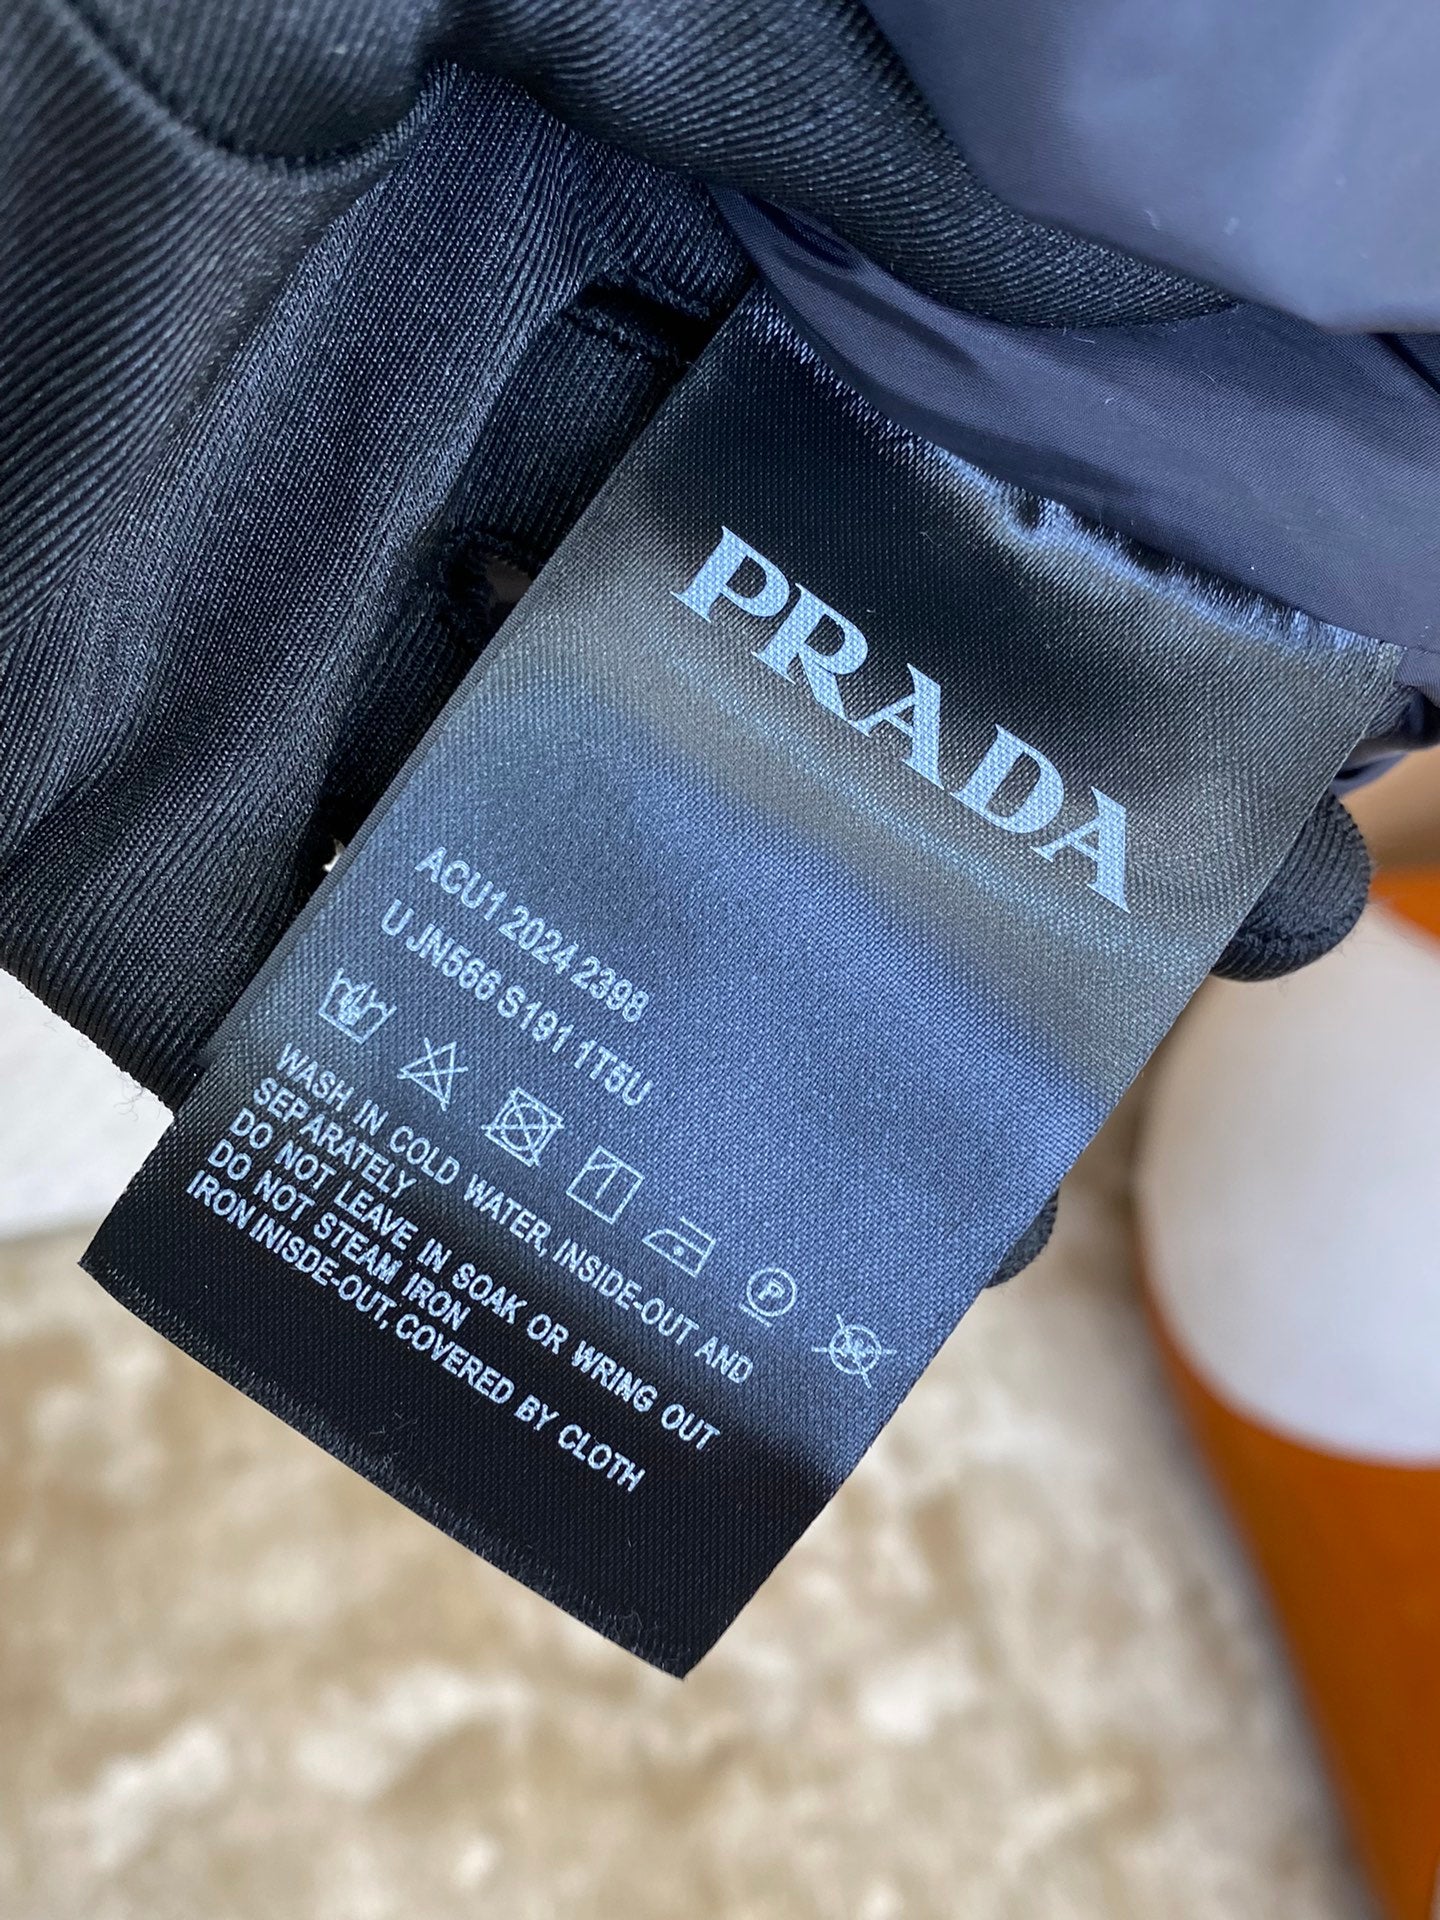 PRADA
ACU1 2024 2398
U JN566 S191 1T5U
WASH IN COLD WATER, INSIDE-OUT AND
SEPARATELY
DO NOT LEAVE IN SOAK OR WRING OUT
DO NOT STEAM IRON
IRON INISDE-OUT, COVERED BY CLOTH